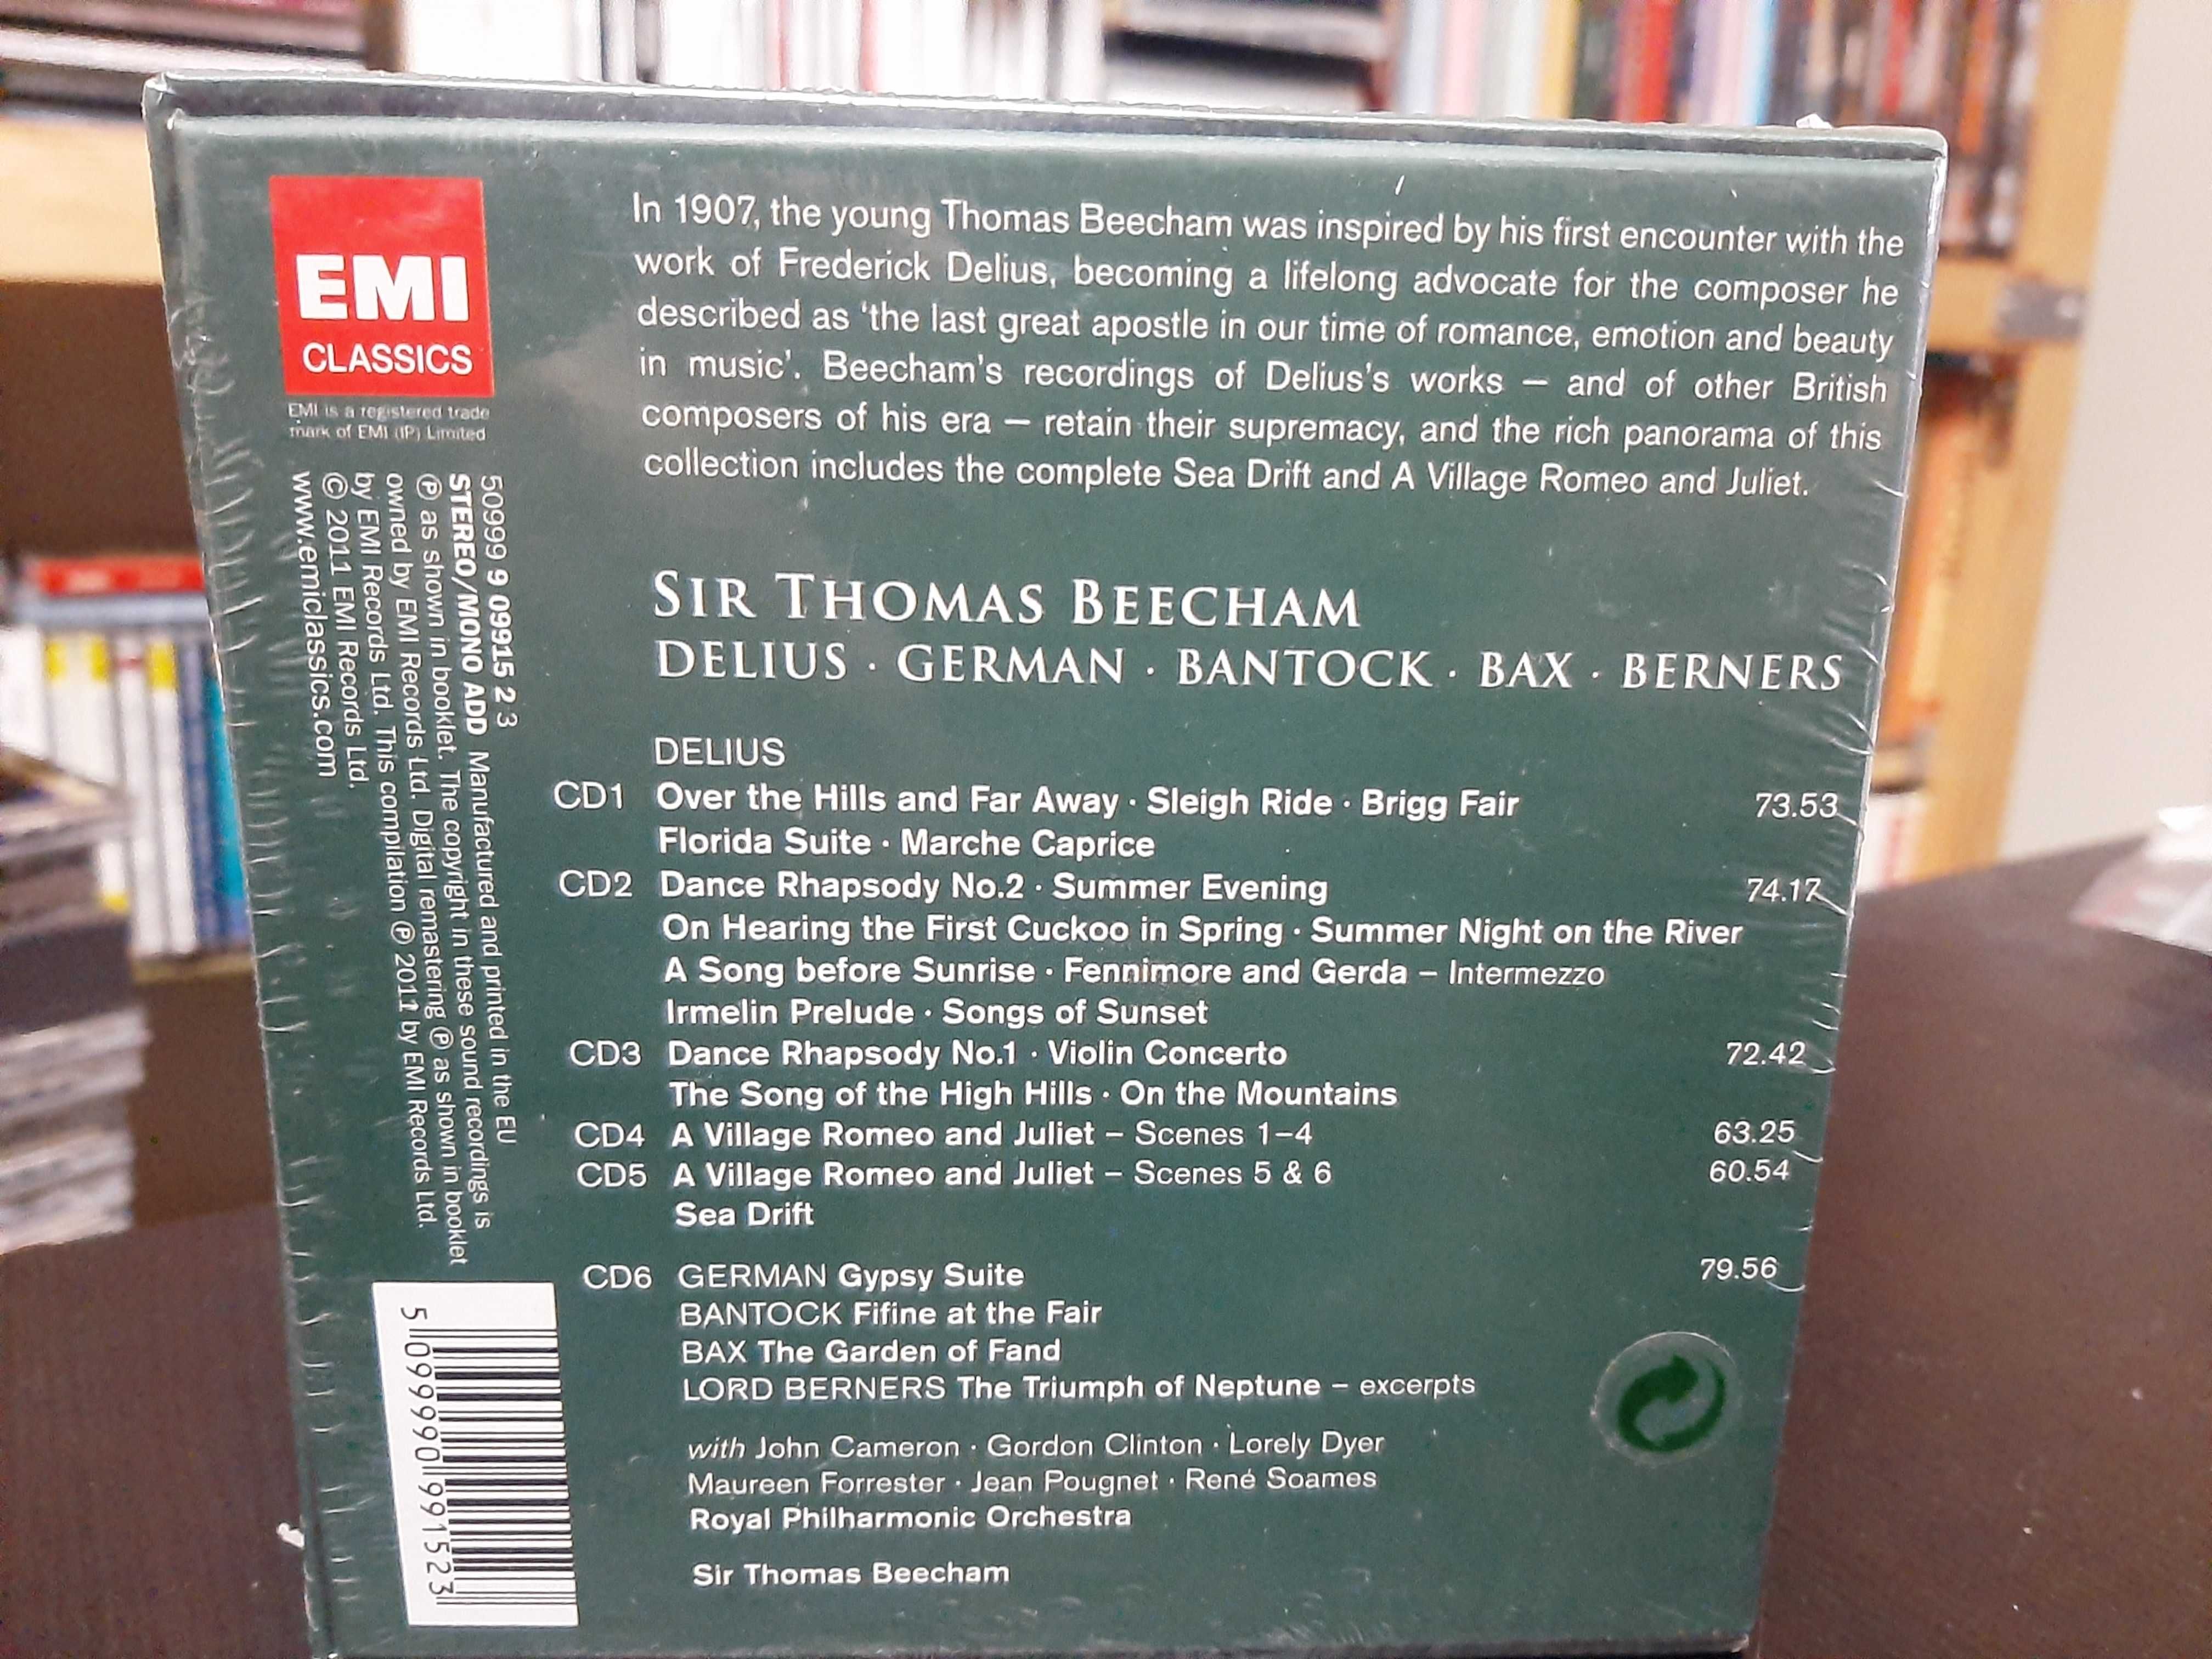 EMI
CLASSICS
EMI is a registered trade
mark of EMI (IP) Limited
50999 9 09915 2 3
STEREO/MONO ADD Manufactured and printed in the EU
℗ as shown in booklet. The copyright in these sound recordings is
owned by EMI Records Ltd. Digital remastering ℗ as shown in booklet
by EMI Records Ltd. This compilation ℗ 2011 by EMI Records Ltd.
© 2011 EMI Records Ltd.
www.emiclassics.com
5 099990 991523
In 1907, the young Thomas Beecham was inspired by his first encounter with the
work of Frederick Delius, becoming a lifelong advocate for the composer he
described as ‘the last great apostle in our time of romance, emotion and beauty
in music’. Beecham's recordings of Delius's works – and of other British
composers of his era – retain their supremacy, and the rich panorama of this
collection includes the complete Sea Drift and A Village Romeo and Juliet.
SIR THOMAS BEECHAM
DELIUS · GERMAN · BANTOCK · BAX · BERNERS
DELIUS
CD1 Over the Hills and Far Away · Sleigh Ride · Brigg Fair 73.53
Florida Suite · Marche Caprice
CD2 Dance Rhapsody No.2 · Summer Evening 74.17
On Hearing the First Cuckoo in Spring · Summer Night on the River
A Song before Sunrise · Fennimore and Gerda – Intermezzo
Irmelin Prelude · Songs of Sunset
CD3 Dance Rhapsody No.1 · Violin Concerto 72.42
The Song of the High Hills · On the Mountains
CD4 A Village Romeo and Juliet – Scenes 1–4 63.25
CD5 A Village Romeo and Juliet – Scenes 5 & 6 60.54
Sea Drift
CD6 GERMAN Gypsy Suite 79.56
BANTOCK Fifine at the Fair
BAX The Garden of Fand
LORD BERNERS The Triumph of Neptune – excerpts
with John Cameron · Gordon Clinton · Lorely Dyer
Maureen Forrester · Jean Pougnet · René Soames
Royal Philharmonic Orchestra
Sir Thomas Beecham